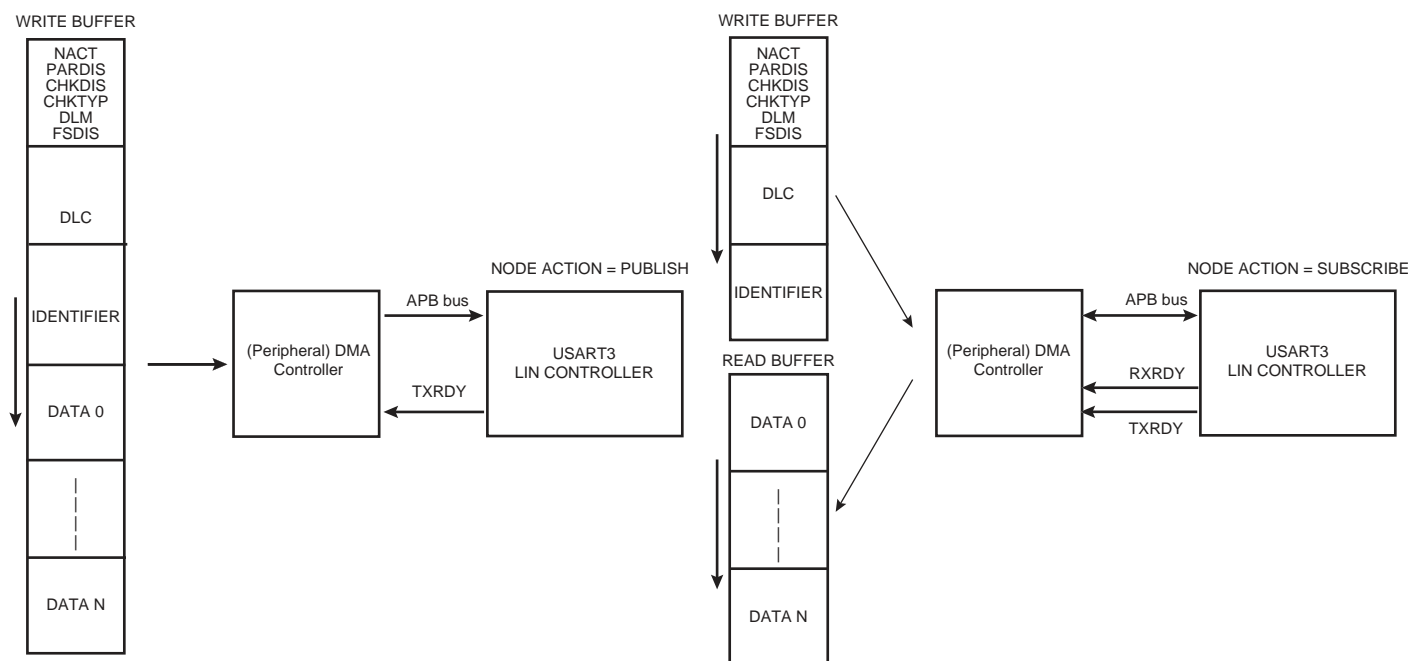 WRITE BUFFER
NACT
PARDIS
CHKDIS
CHKTYP
DLM
FSDIS
DLC
IDENTIFIER
DATA 0
DATA N
(Peripheral) DMA
Controller
APB bus
TXRDY
NODE ACTION = PUBLISH
USART3
LIN CONTROLLER
WRITE BUFFER
NACT
PARDIS
CHKDIS
CHKTYP
DLM
FSDIS
DLC
IDENTIFIER
READ BUFFER
DATA 0
DATA N
(Peripheral) DMA
Controller
APB bus
RXRDY
TXRDY
NODE ACTION = SUBSCRIBE
USART3
LIN CONTROLLER